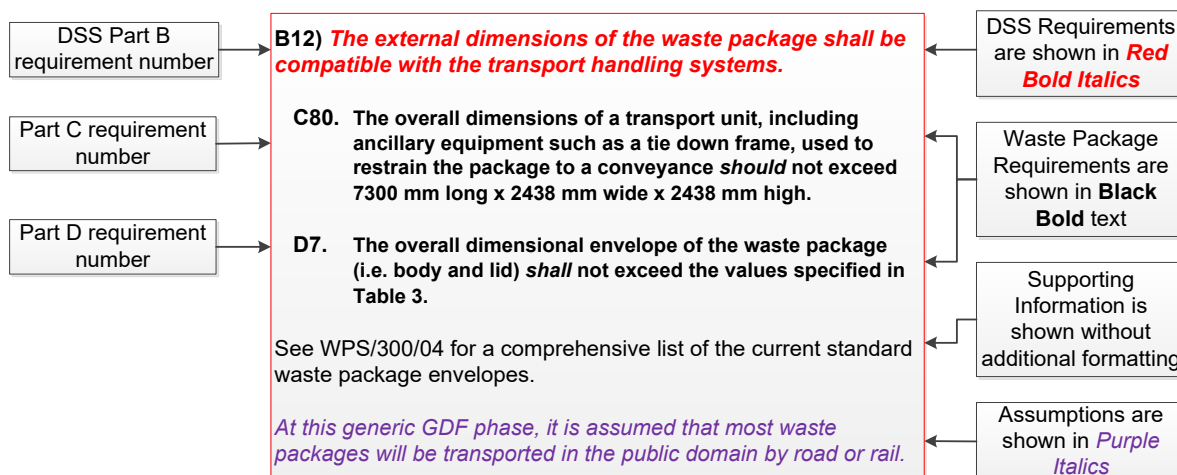 DSS Part B
requirement number
Part C requirement
number
Part D requirement
number
B12) The external dimensions of the waste package shall be
compatible with the transport handling systems.
C80. The overall dimensions of a transport unit, including
ancillary equipment such as a tie down frame, used to
restrain the package to a conveyance should not exceed
7300 mm long x 2438 mm wide x 2438 mm high.
D7. The overall dimensional envelope of the waste package
(i.e. body and lid) shall not exceed the values specified in
Table 3.
See WPS/300/04 for a comprehensive list of the current standard
waste package envelopes.
At this generic GDF phase, it is assumed that most waste
packages will be transported in the public domain by road or rail.
DSS Requirements
are shown in Red
Bold Italics
Waste Package
Requirements are
shown in Black
Bold text
Supporting
Information is
shown without
additional formatting
Assumptions are
shown in Purple
Italics